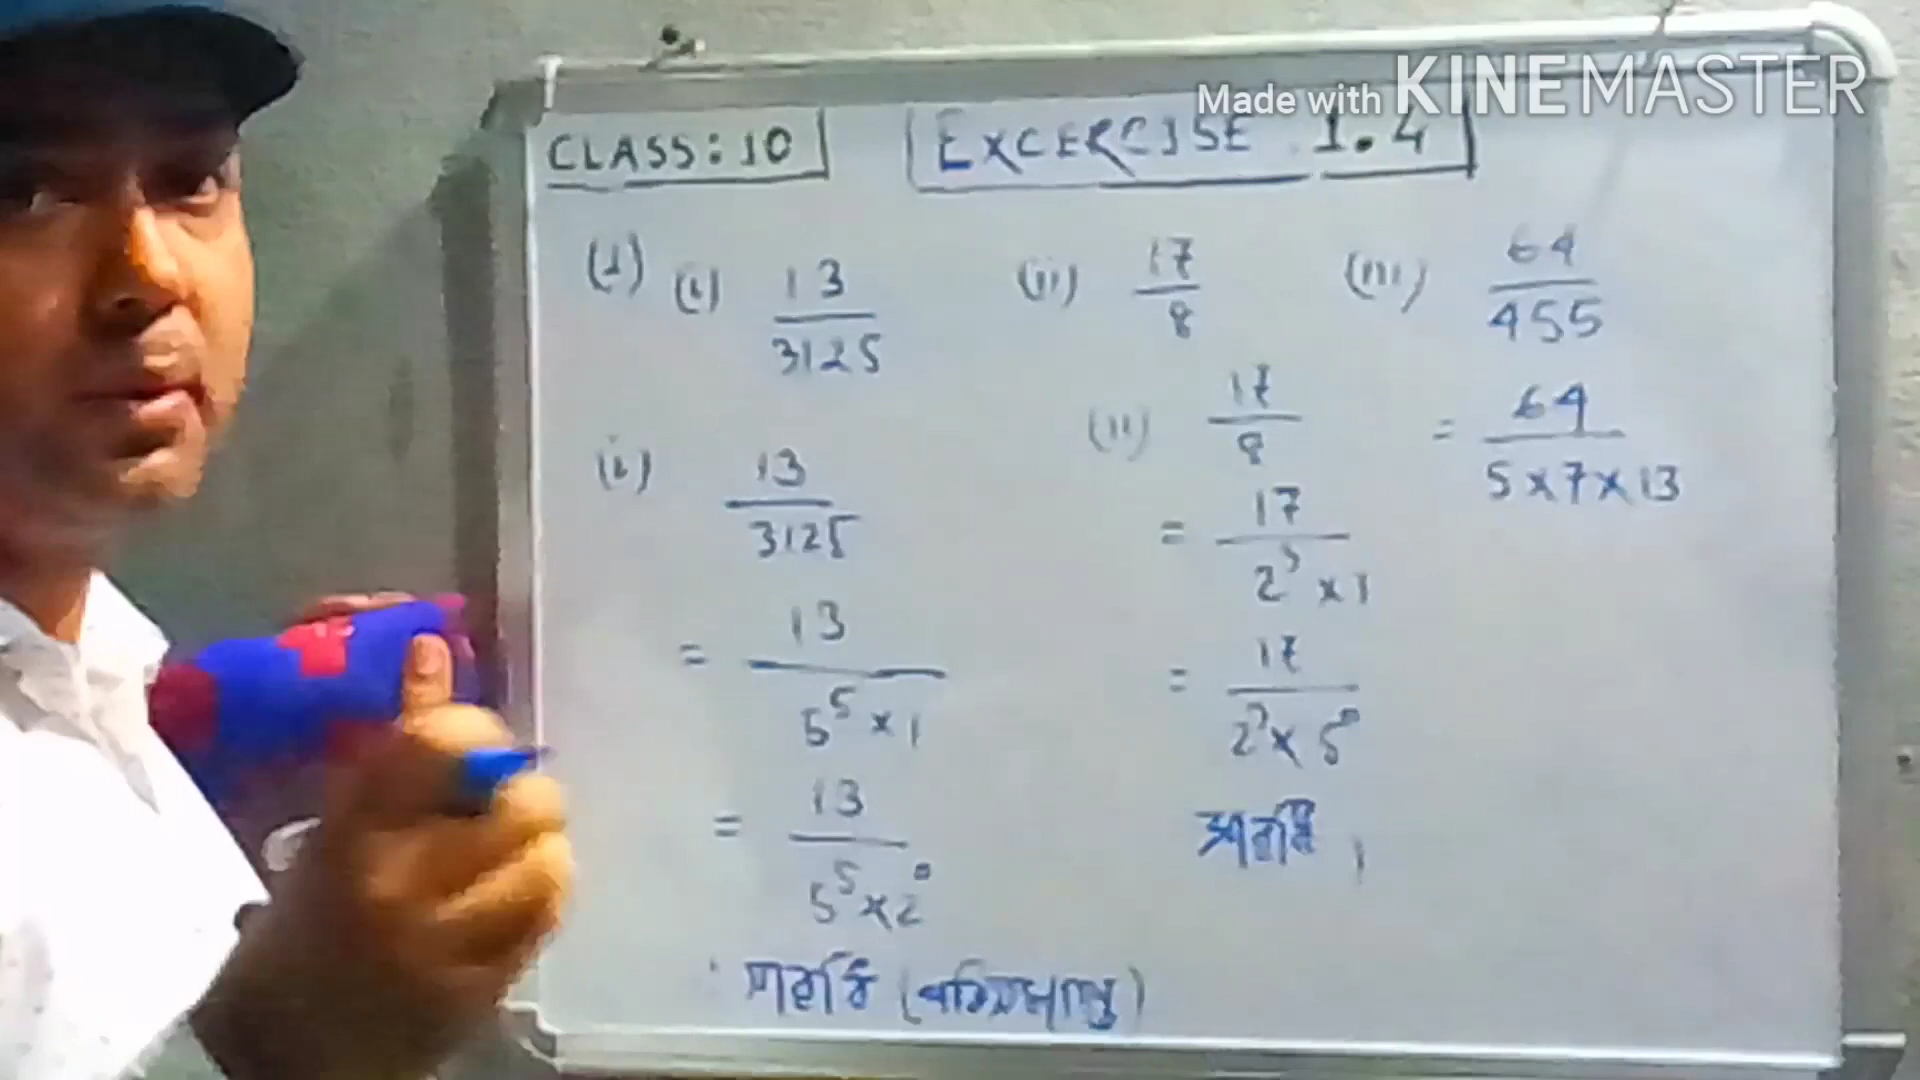 Made with KINEMASTER
CLASS: 10
EXCERCISE 1.4
(1) (i) 13/3125
(ii) 17/8
(iii) 64/455
= 64/5×7×13
(i) 13/3125
= 13/5⁵×1
= 13/5⁵×2⁰
(ii) 17/8
= 17/2³×1
= 17/2³×5⁰